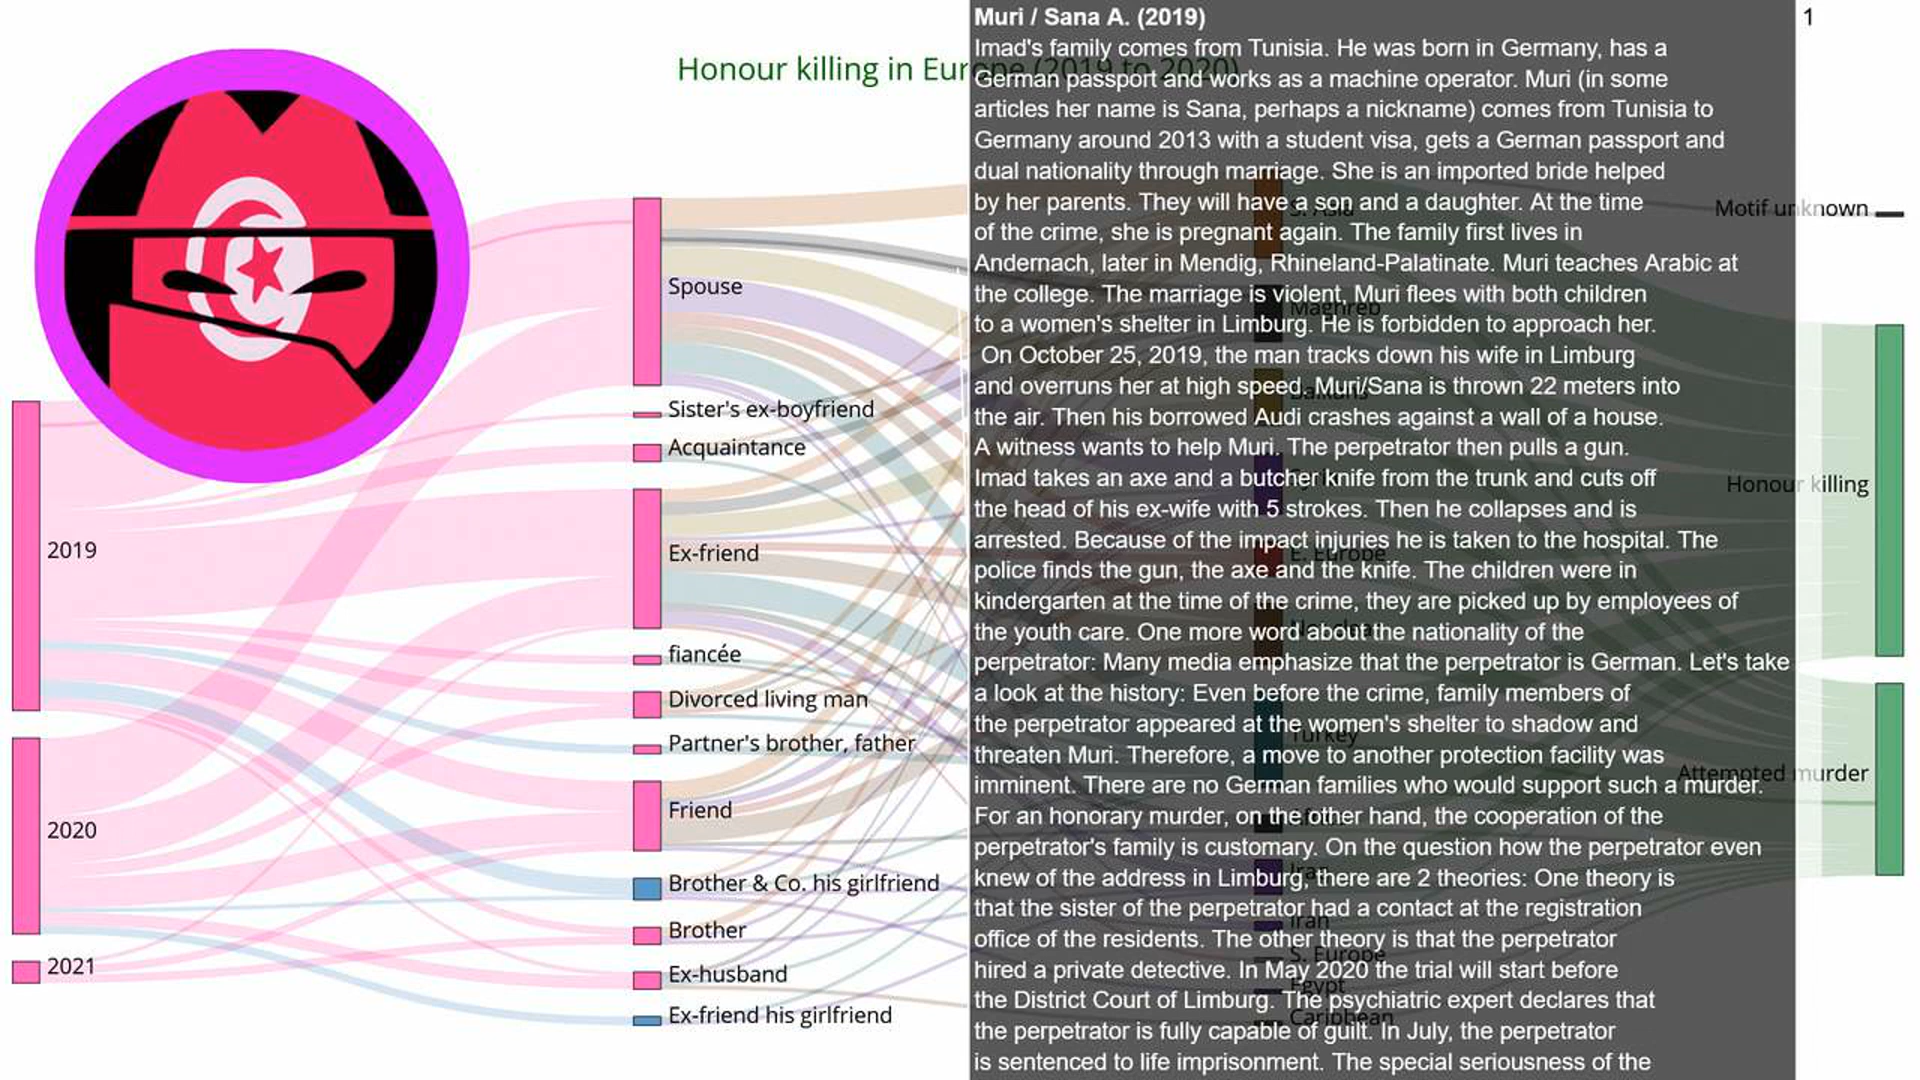 Honour killing in Europe (2019 to 2020)
2019
2020
2021
Spouse
Sister's ex-boyfriend
Acquaintance
Ex-friend
fiancée
Divorced living man
Partner's brother, father
Friend
Brother & Co. his girlfriend
Brother
Ex-husband
Ex-friend his girlfriend
Muri / Sana A. (2019)
Imad's family comes from Tunisia. He was born in Germany, has a
German passport and works as a machine operator. Muri (in some
articles her name is Sana, perhaps a nickname) comes from Tunisia to
Germany around 2013 with a student visa, gets a German passport and
dual nationality through marriage. She is an imported bride helped
by her parents. They will have a son and a daughter. At the time
of the crime, she is pregnant again. The family first lives in
Andernach, later in Mendig, Rhineland-Palatinate. Muri teaches Arabic at
the college. The marriage is violent, Muri flees with both children
to a women's shelter in Limburg. He is forbidden to approach her.
On October 25, 2019, the man tracks down his wife in Limburg
and overruns her at high speed. Muri/Sana is thrown 22 meters into
the air. Then his borrowed Audi crashes against a wall of a house.
A witness wants to help Muri. The perpetrator then pulls a gun.
Imad takes an axe and a butcher knife from the trunk and cuts off
the head of his ex-wife with 5 strokes. Then he collapses and is
arrested. Because of the impact injuries he is taken to the hospital. The
police finds the gun, the axe and the knife. The children were in
kindergarten at the time of the crime, they are picked up by employees of
the youth care. One more word about the nationality of the
perpetrator: Many media emphasize that the perpetrator is German. Let's take
a look at the history: Even before the crime, family members of
the perpetrator appeared at the women's shelter to shadow and
threaten Muri. Therefore, a move to another protection facility was
imminent. There are no German families who would support such a murder.
For an honorary murder, on the other hand, the cooperation of the
perpetrator's family is customary. On the question how the perpetrator even
knew of the address in Limburg, there are 2 theories: One theory is
that the sister of the perpetrator had a contact at the registration
office of the residents. The other theory is that the perpetrator
hired a private detective. In May 2020 the trial will start before
the District Court of Limburg. The psychiatric expert declares that
the perpetrator is fully capable of guilt. In July, the perpetrator
is sentenced to life imprisonment. The special seriousness of the
S. Asia
Maghreb
Balkans
E. Europe
Turkey
Iran
S. Europe
Egypt
Caribbean
1
Motif unknown
Honour killing
Attempted murder